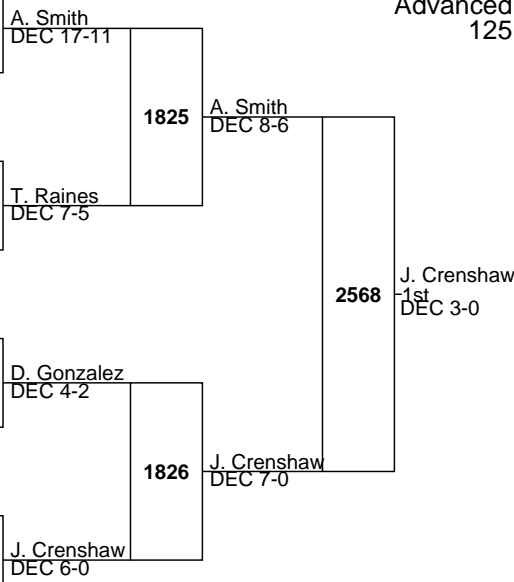 Advanced
125
A. Smith
DEC 17-11
1825
A. Smith
DEC 8-6
T. Raines
DEC 7-5
2568
J. Crenshaw
1st
DEC 3-0
D. Gonzalez
DEC 4-2
1826
J. Crenshaw
DEC 7-0
J. Crenshaw
DEC 6-0